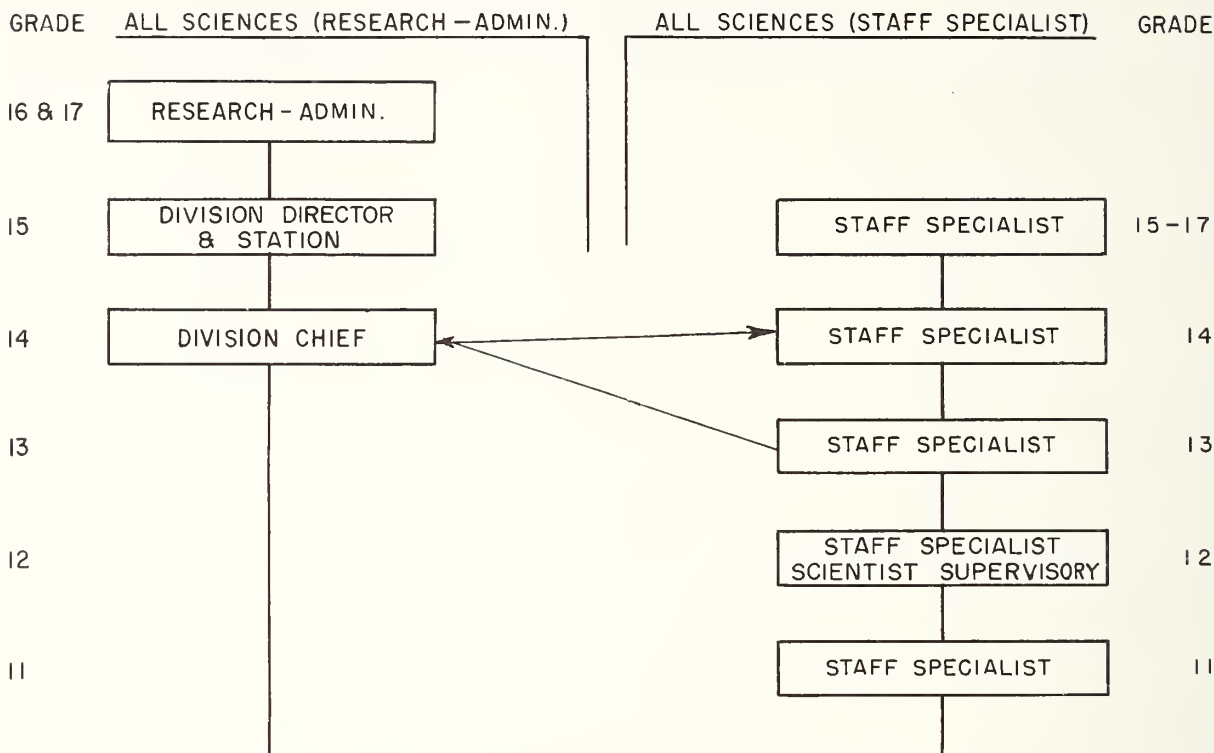 GRADE ALL SCIENCES (RESEARCH-ADMIN.) ALL SCIENCES (STAFF SPECIALIST) GRADE
16 & 17 RESEARCH-ADMIN.
15 DIVISION DIRECTOR
& STATION
STAFF SPECIALIST 15-17
14 DIVISION CHIEF STAFF SPECIALIST 14
13 STAFF SPECIALIST 13
12 STAFF SPECIALIST
SCIENTIST SUPERVISORY 12
11 STAFF SPECIALIST 11